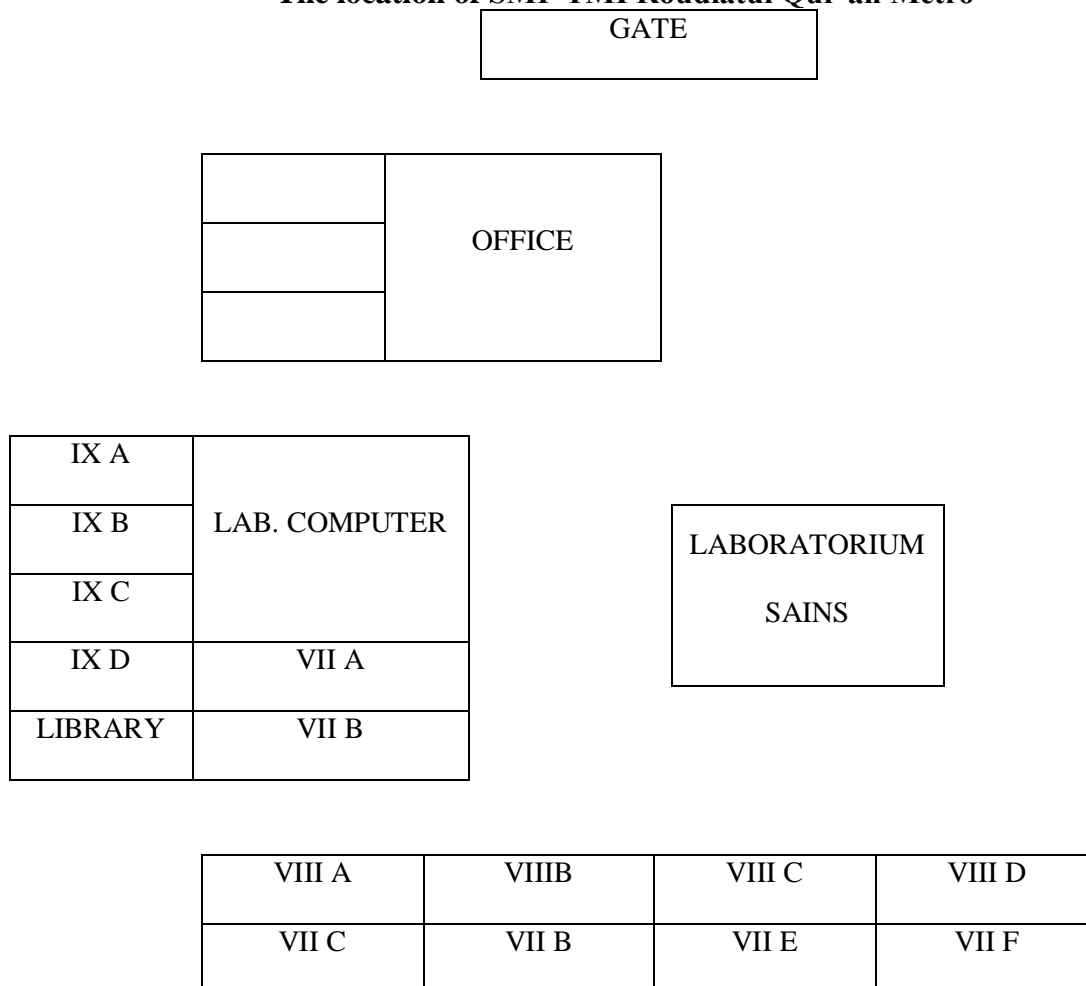 The location of SMP TMI Roudlatul Qur'an Metro
GATE
OFFICE
IX A
IX B
LAB. COMPUTER
IX C
IX D
VII A
LIBRARY
VII B
LABORATORIUM
SAINS
VIII A
VIIIB
VIII C
VIII D
VII C
VII B
VII E
VII F